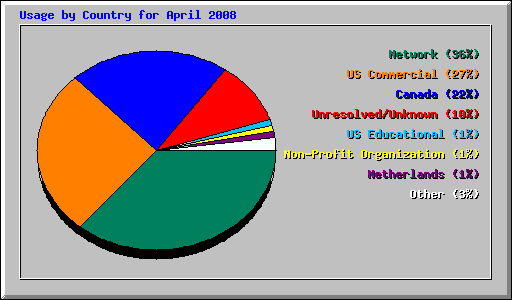 Usage by Country for April 2008
Network (36%)
US Commercial (27%)
Canada (22%)
Unresolved/Unknown (10%)
US Educational (1%)
Non-Profit Organization (1%)
Netherlands (1%)
Other (3%)